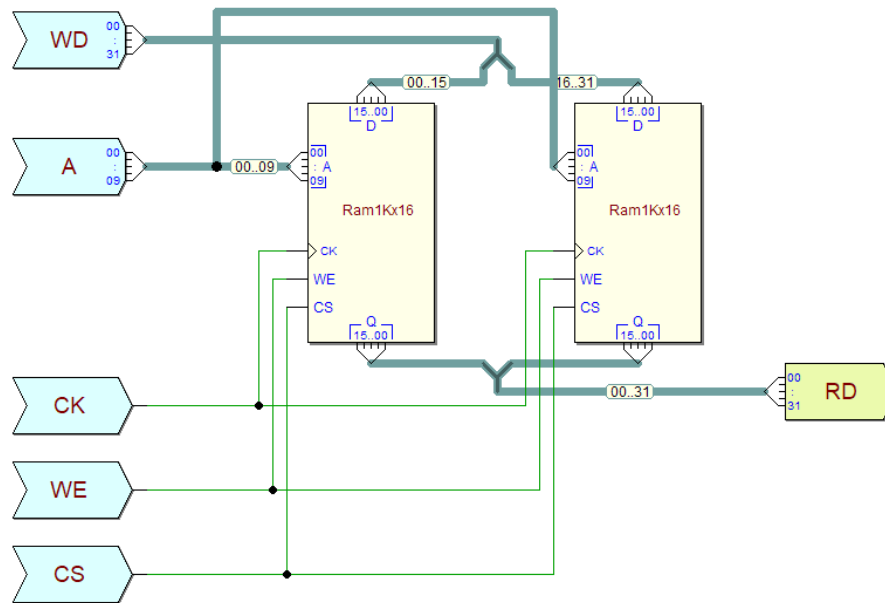 WD
00
:
31
00..15
16..31
15..00
D
15..00
D
A
00
:
09
00..09
00
: A
09
00
: A
09
Ram1Kx16
Ram1Kx16
CK
WE
CS
CK
WE
CS
Q
15..00
Q
15..00
CK
00..31
00
:
31
RD
WE
CS